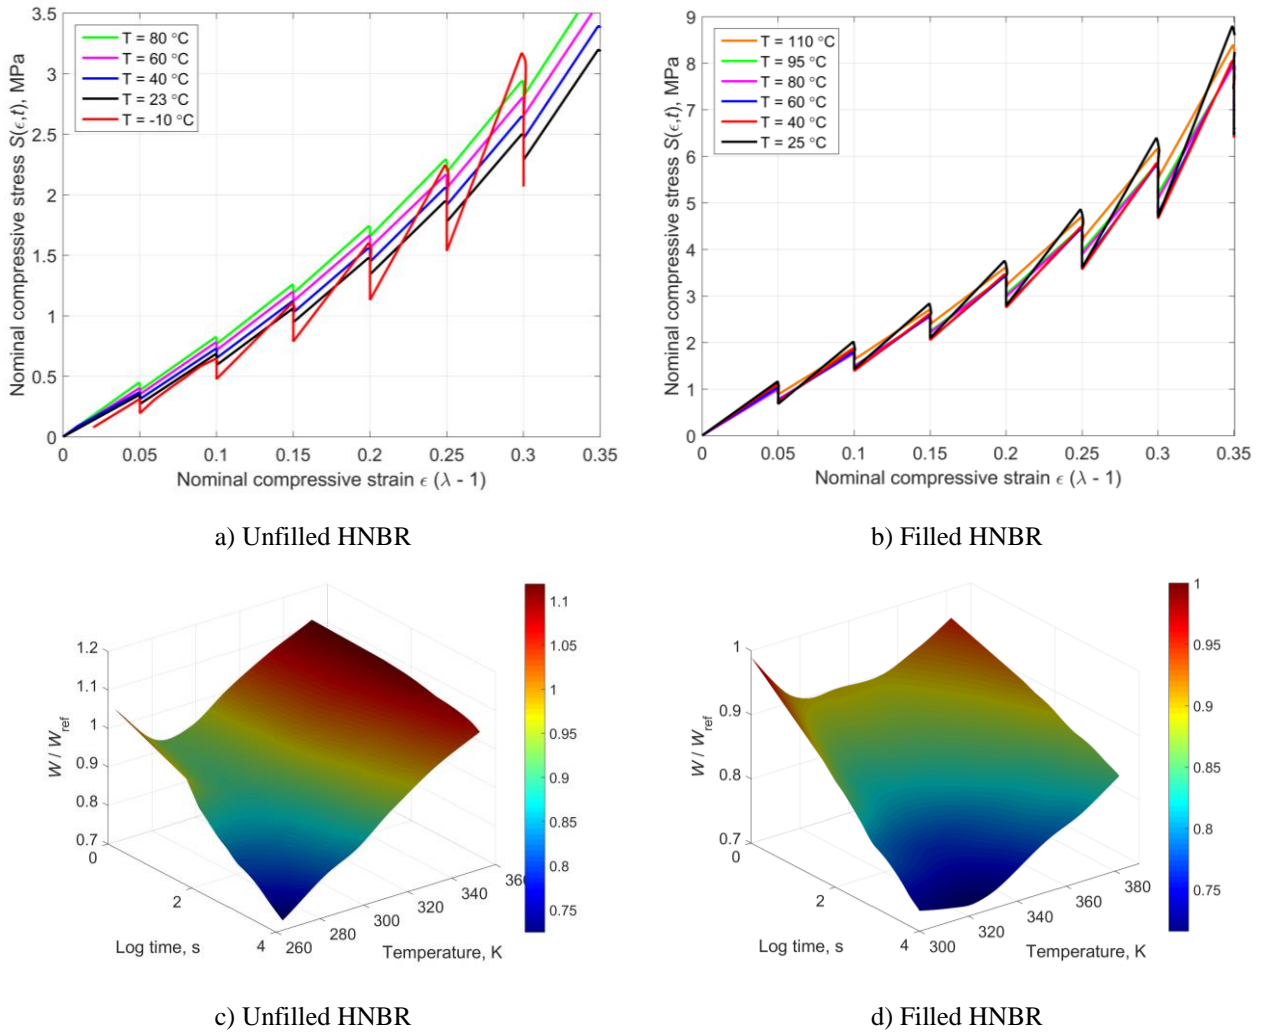 3.5
3
2.5
2
1.5
1
0.5
0
0 0.05 0.1 0.15 0.2 0.25 0.3 0.35
Nominal compressive stress S(ϵ,t), MPa
Nominal compressive strain ϵ (λ - 1)
T = 80 °C
T = 60 °C
T = 40 °C
T = 23 °C
T = -10 °C
a) Unfilled HNBR
9
8
7
6
5
4
3
2
1
0
0 0.05 0.1 0.15 0.2 0.25 0.3 0.35
Nominal compressive stress S(ϵ,t), MPa
Nominal compressive strain ϵ (λ - 1)
T = 110 °C
T = 95 °C
T = 80 °C
T = 60 °C
T = 40 °C
T = 25 °C
b) Filled HNBR
1.2
1.1
1
0.9
0.8
0.7
W / Wref
0
2
4
Log time, s
260 280 300 320 340 360
Temperature, K
1.1
1.05
1
0.95
0.9
0.85
0.8
0.75
c) Unfilled HNBR
1
0.9
0.8
0.7
W / Wref
0
2
4
Log time, s
300 320 340 360 380
Temperature, K
1
0.95
0.9
0.85
0.8
0.75
d) Filled HNBR